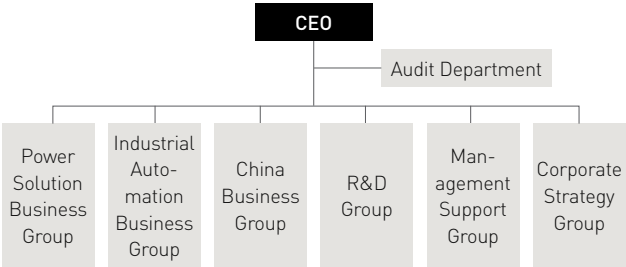 CEO
Audit Department
Power
Solution
Business
Group
Industrial
Auto-
mation
Business
Group
China
Business
Group
R&D
Group
Man-
agement
Support
Group
Corporate
Strategy
Group